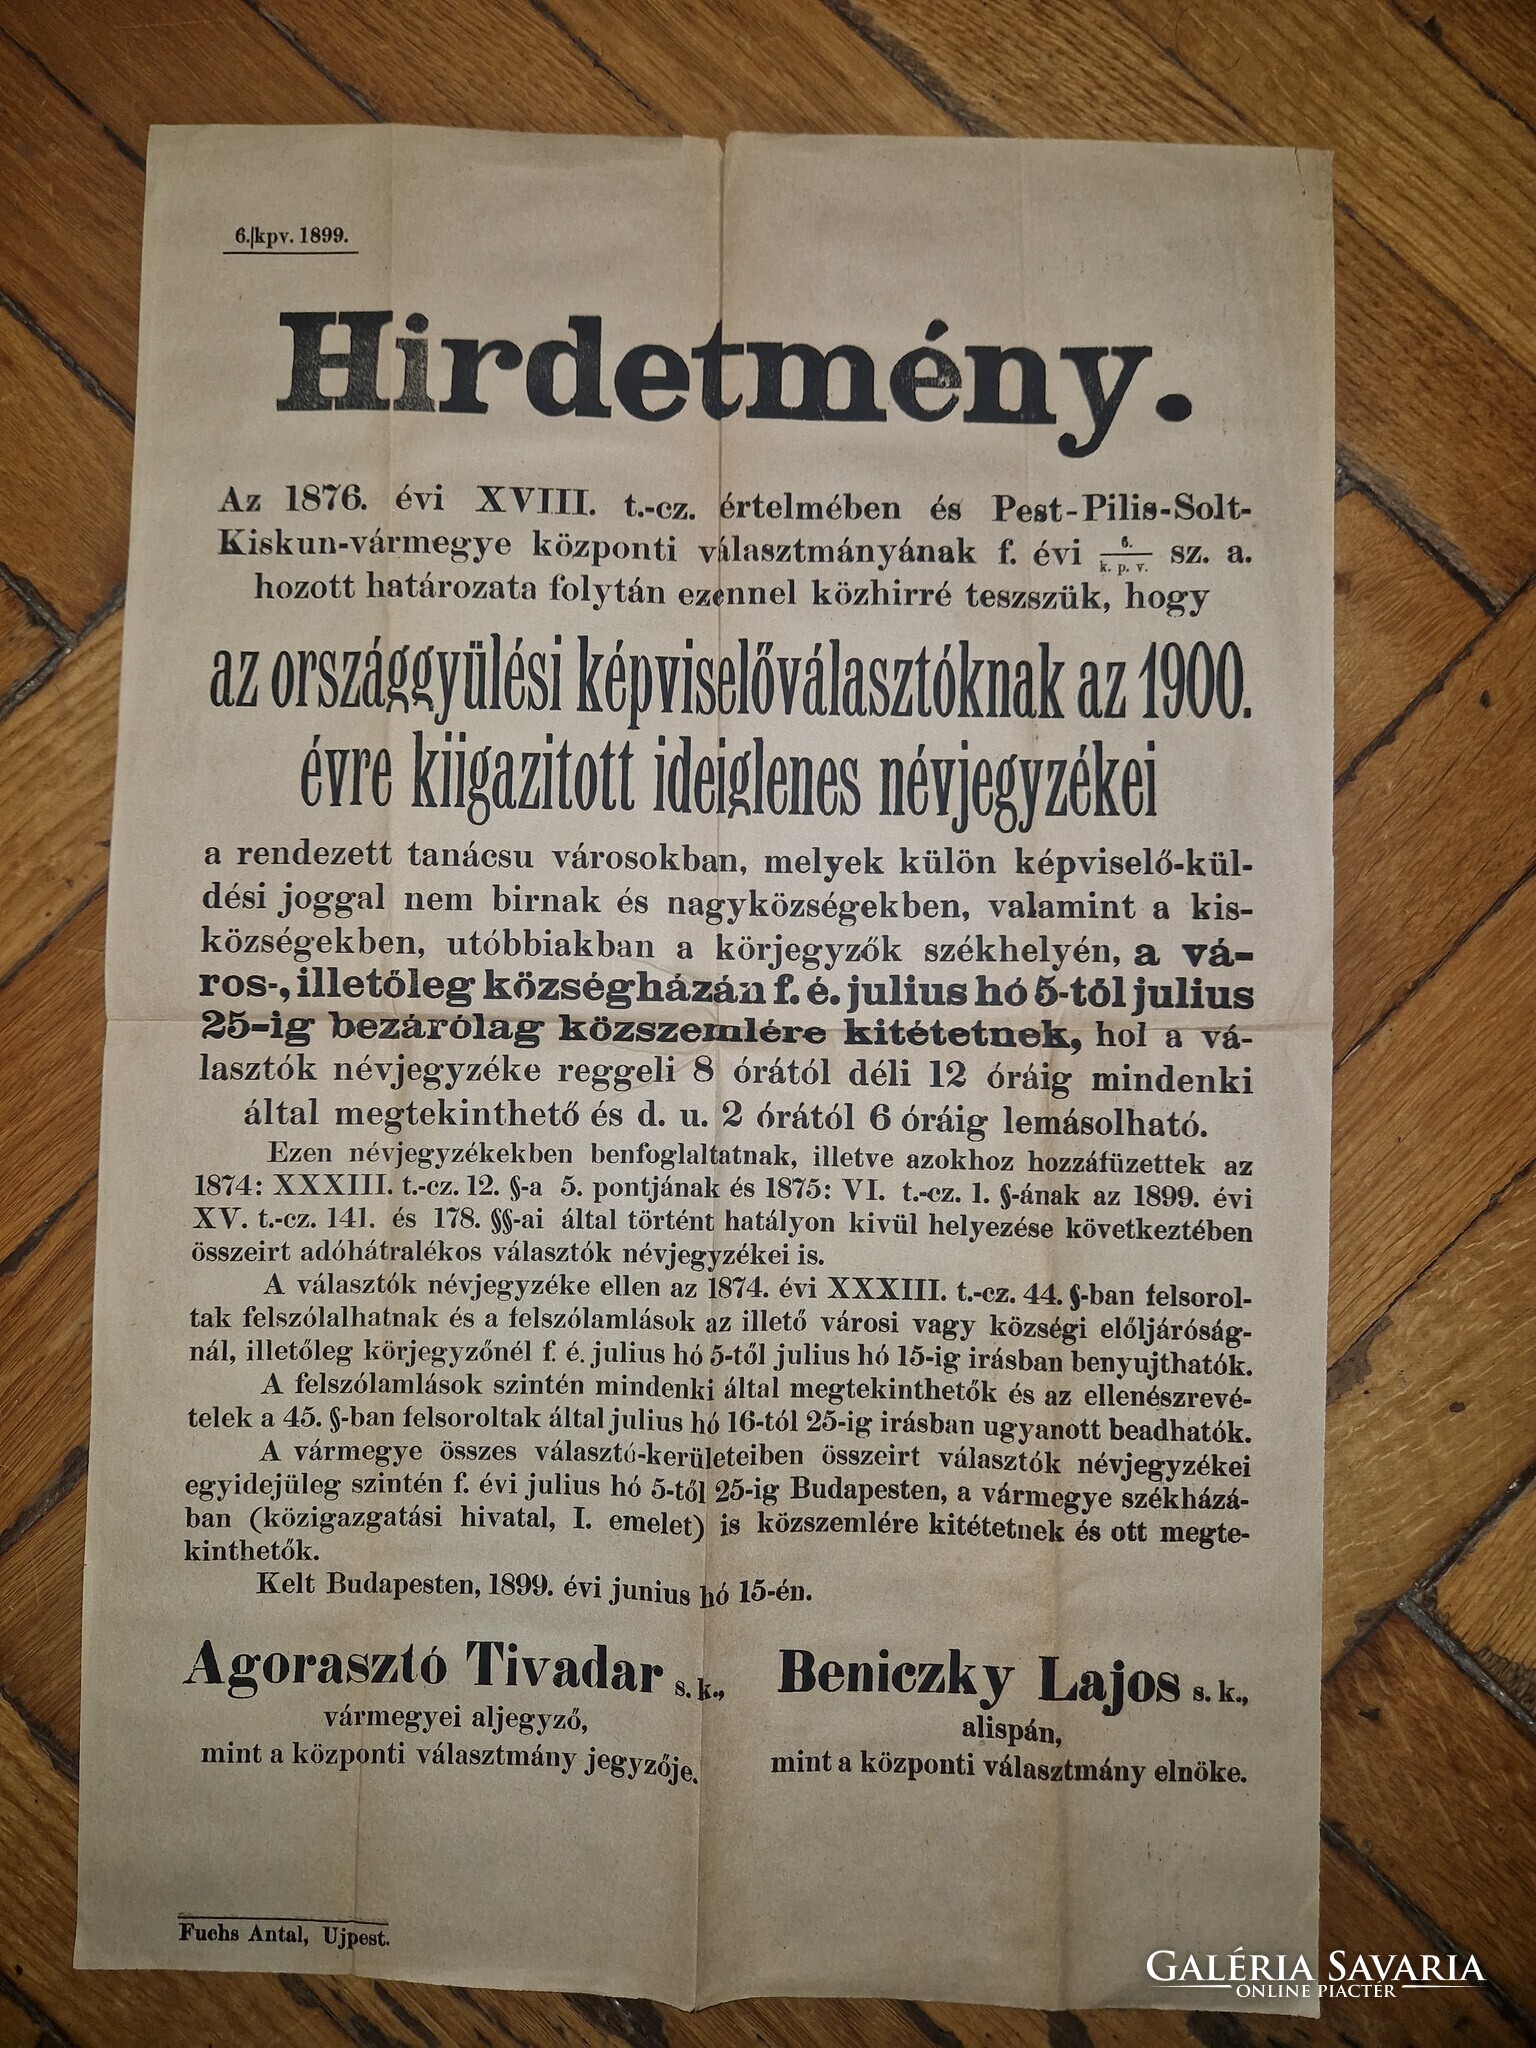 6./kpv. 1899.
Hirdetmény.
Az 1876. évi XVIII. t.-cz. értelmében és Pest-Pilis-Solt-
Kiskun-vármegye központi választmányának f. évi 6./k. p. v. sz. a.
hozott határozata folytán ezennel közhirré teszszük, hogy
az országgyülési képviselőválasztóknak az 1900.
évre kiigazitott ideiglenes névjegyzékei
a rendezett tanácsu városokban, melyek külön képviselő-kül-
dési joggal nem birnak és nagyközségekben, valamint a kis-
községekben, utóbbiakban a körjegyzők székhelyén, a vá-
ros-, illetőleg községházán f. é. julius hó 5-től julius
25-ig bezárólag közszemlére kitétetnek, hol a vá-
lasztók névjegyzéke reggeli 8 órától déli 12 óráig mindenki
által megtekinthető és d. u. 2 órától 6 óráig lemásolható.
Ezen névjegyzékekben benfoglaltatnak, illetve azokhoz hozzáfüzettek az
1874: XXXIII. t.-cz. 12. §-a 5. pontjának és 1875: VI. t.-cz. 1. §-ának az 1899. évi
XV. t.-cz. 141. és 178. §§-ai által történt hatályon kivül helyezése következtében
összeirt adóhátralékos választók névjegyzékei is.
A választók névjegyzéke ellen az 1874. évi XXXIII. t.-cz. 44. §-ban felsorol-
tak felszólalhatnak és a felszólamlások az illető városi vagy községi előljáróság-
nál, illetőleg körjegyzőnél f. é. julius hó 5-től julius hó 15-ig irásban benyujthatók.
A felszólamlások szintén mindenki által megtekinthetők és az ellenészrevé-
telek a 45. §-ban felsoroltak által julius hó 16-tól 25-ig irásban ugyanott beadhatók.
A vármegye összes választó-kerületeiben összeirt választók névjegyzékei
egyidejüleg szintén f. évi julius hó 5-től 25-ig Budapesten, a vármegye székházá-
ban (közigazgatási hivatal, I. emelet) is közszemlére kitétetnek és ott megte-
kinthetők.
Kelt Budapesten, 1899. évi junius hó 15-én.
Agorasztó Tivadar s. k.,
vármegyei aljegyző,
mint a központi választmány jegyzője.
Beniczky Lajos s. k.,
alispán,
mint a központi választmány elnöke.
Fuchs Antal, Ujpest.
GALÉRIA SAVARIA
ONLINE PIACTÉR